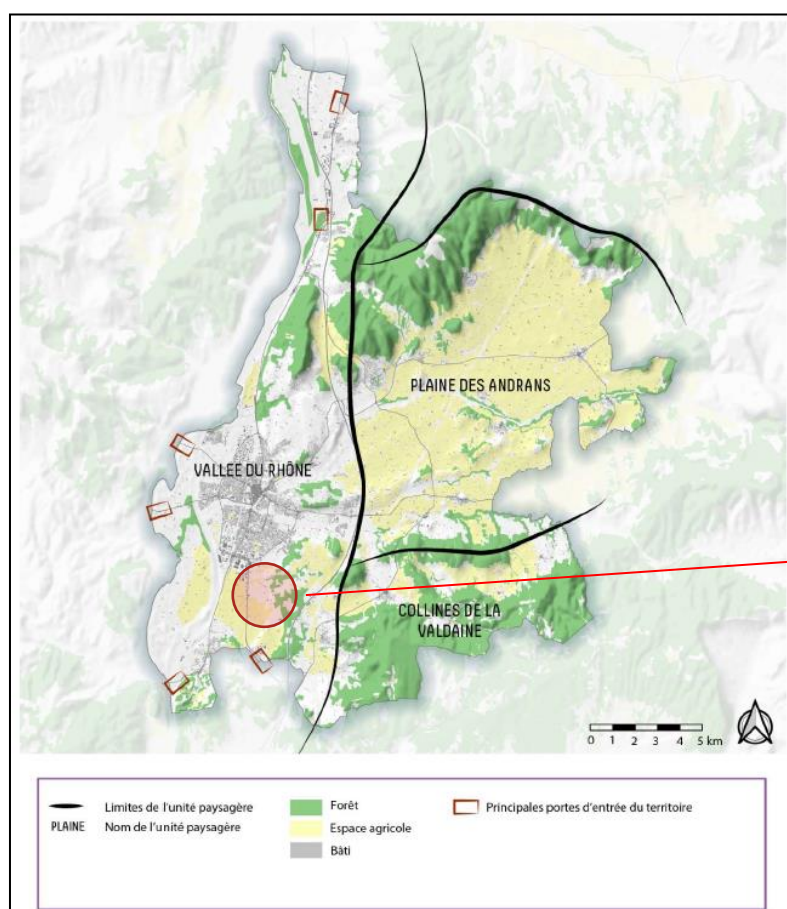 PLAINE DES ANDRANS
VALLEE DU RHÔNE
COLLINES DE LA
VALDAINE
0 1 2 3 4 5 km
Limites de l'unité paysagère
PLAINE Nom de l'unité paysagère
Forêt
Espace agricole
Bâti
Principales portes d'entrée du territoire